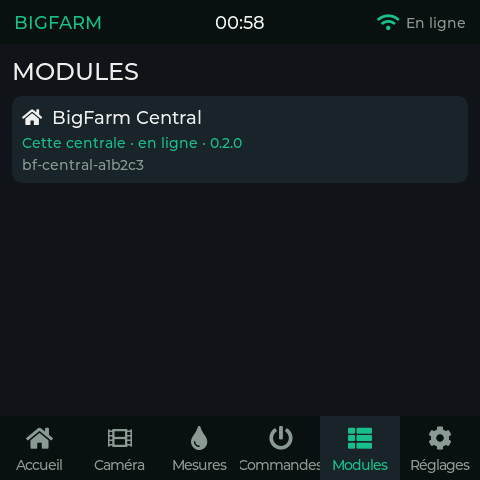 BIGFARM 00:58 En ligne
MODULES
BigFarm Central
Cette centrale · en ligne · 0.2.0
bf-central-a1b2c3
Accueil Caméra Mesures Commandes Modules Réglages